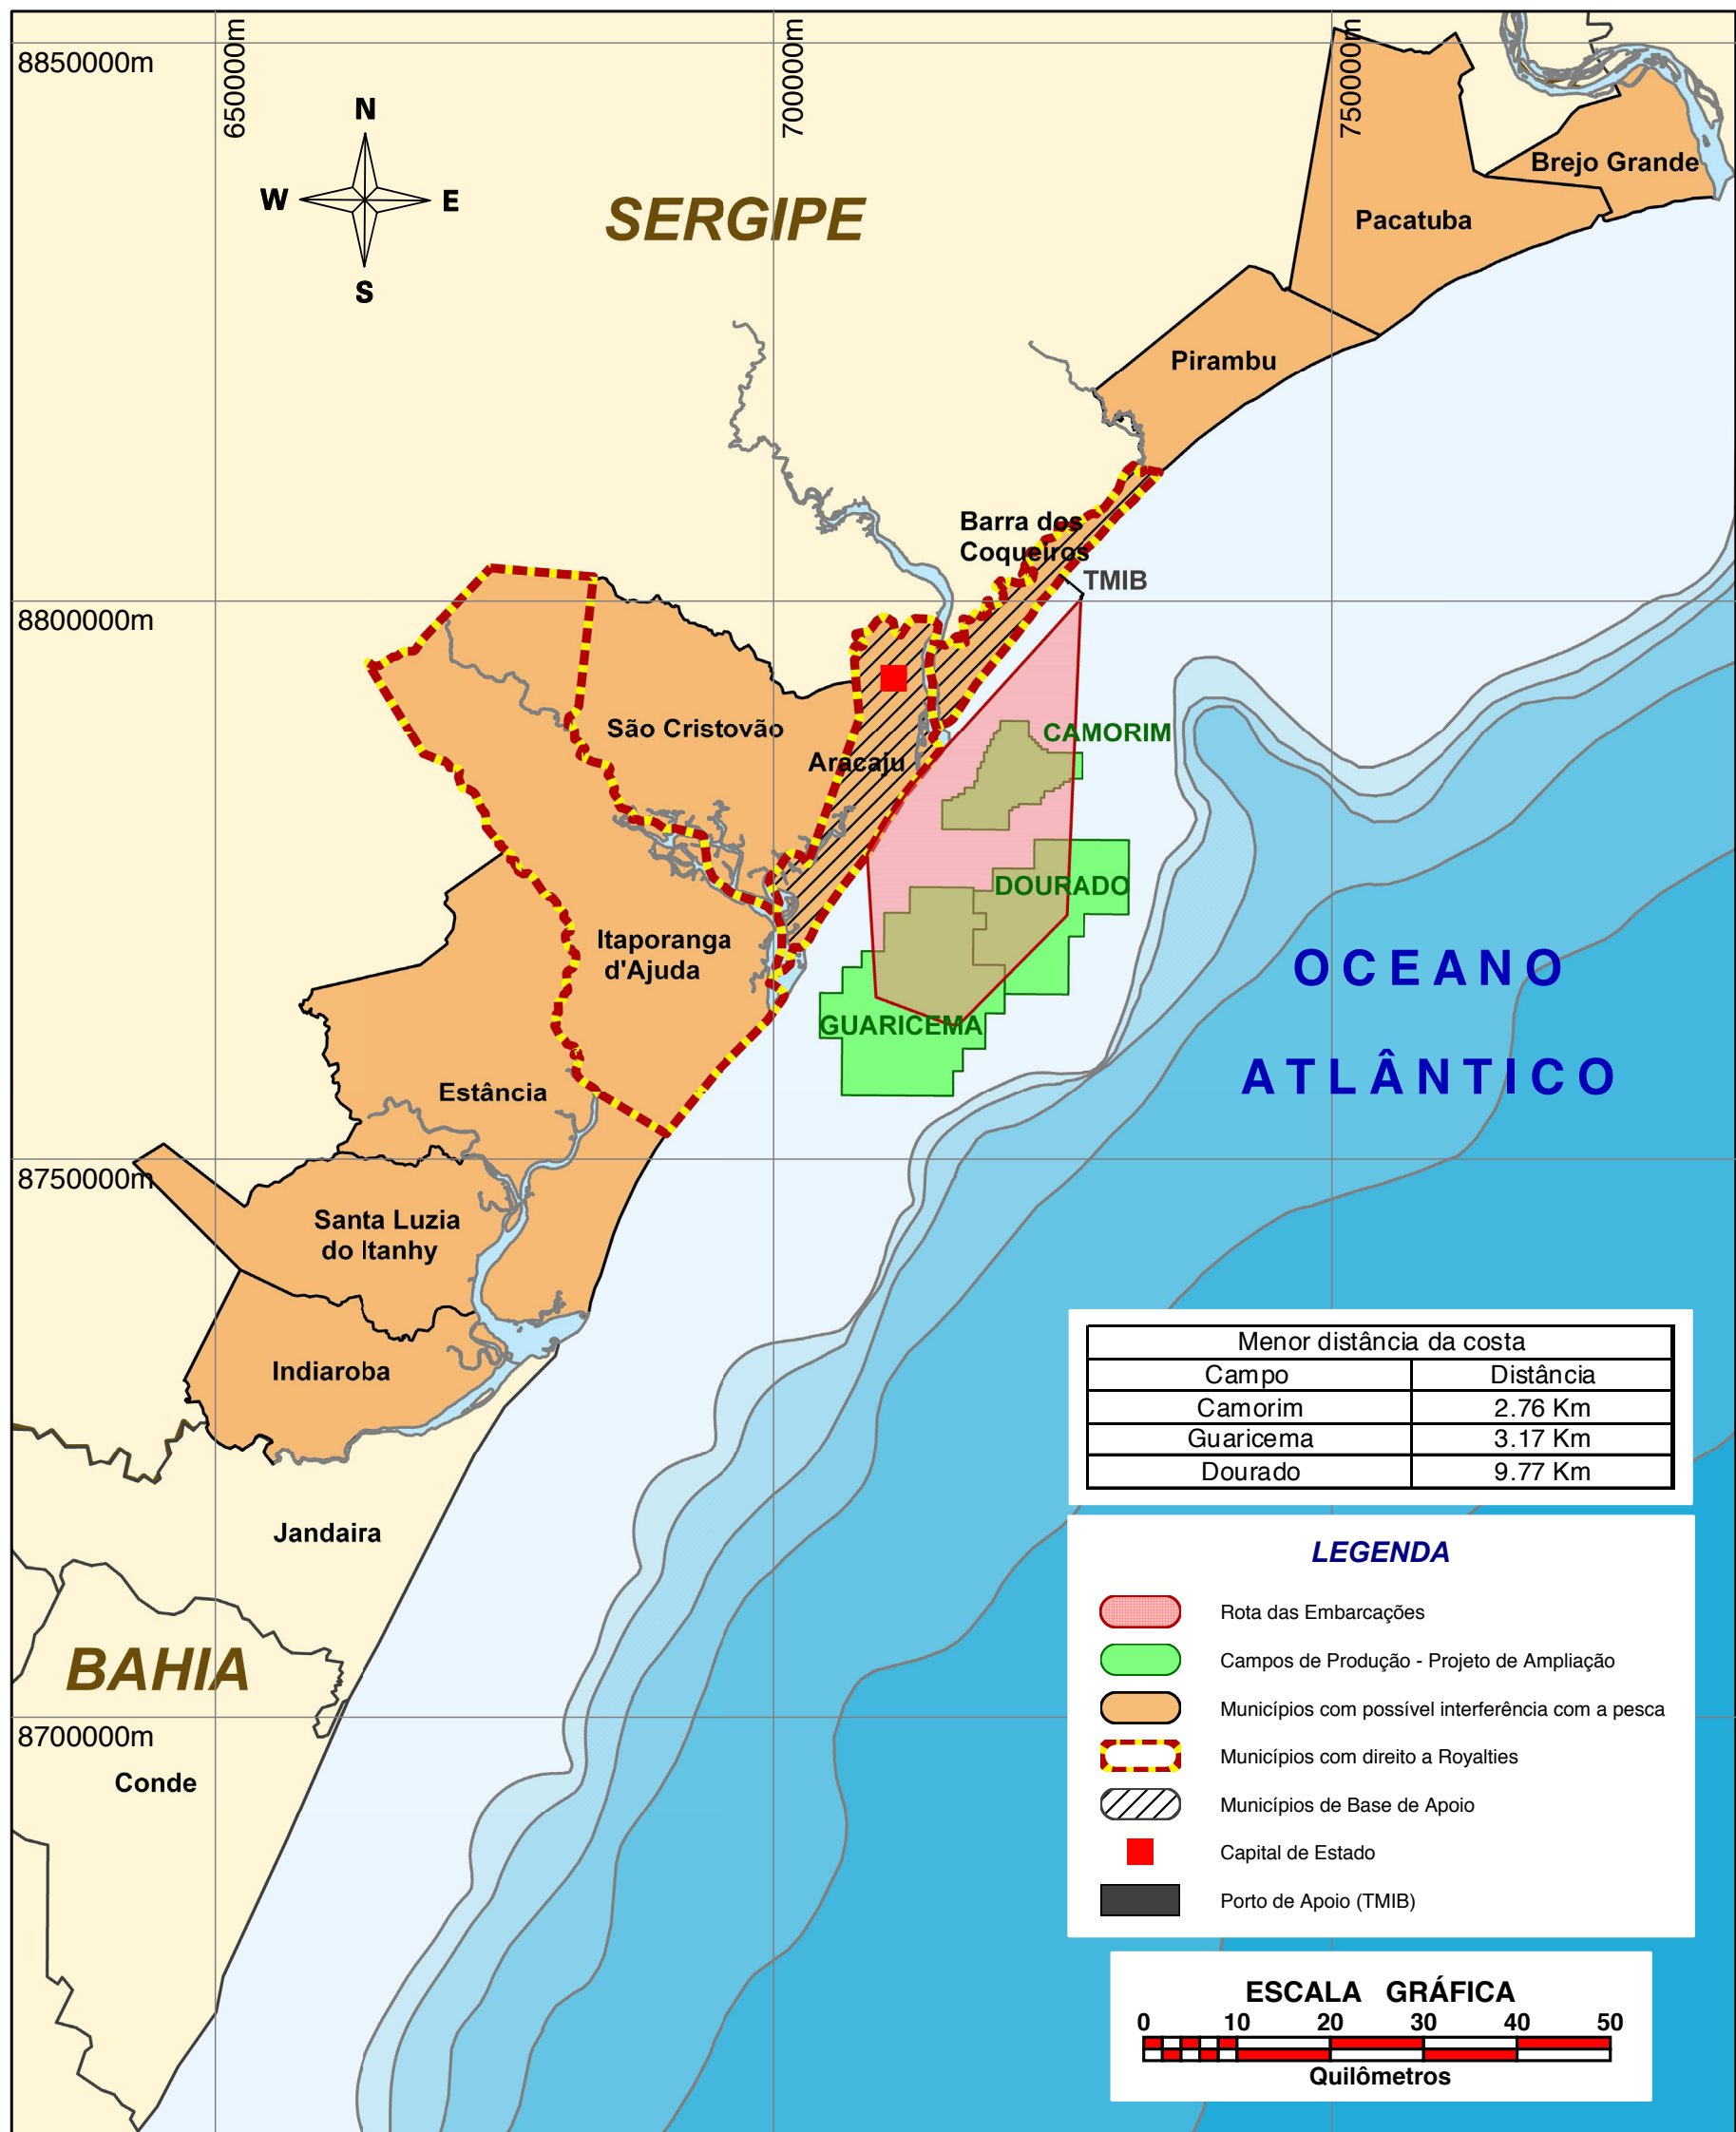 8850000m
650000m
700000m
750000m
N
W
E
S
SERGIPE
Brejo Grande
Pacatuba
Pirambu
Barra dos
Coqueiros
TMIB
8800000m
São Cristovão
CAMORIM
Aracaju
DOURADO
Itaporanga
d'Ajuda
OCEANO
GUARICEMA
ATLÂNTICO
Estância
8750000m
Santa Luzia
do Itanhy
Indiaroba
Menor distância da costa
Campo Distância
Camorim 2.76 Km
Guaricema 3.17 Km
Dourado 9.77 Km
Jandaira
LEGENDA
Rota das Embarcações
Campos de Produção - Projeto de Ampliação
BAHIA
Municípios com possível interferência com a pesca
8700000m
Municípios com direito a Royalties
Conde
Municípios de Base de Apoio
Capital de Estado
Porto de Apoio (TMIB)
ESCALA GRÁFICA
0 10 20 30 40 50
Quilômetros